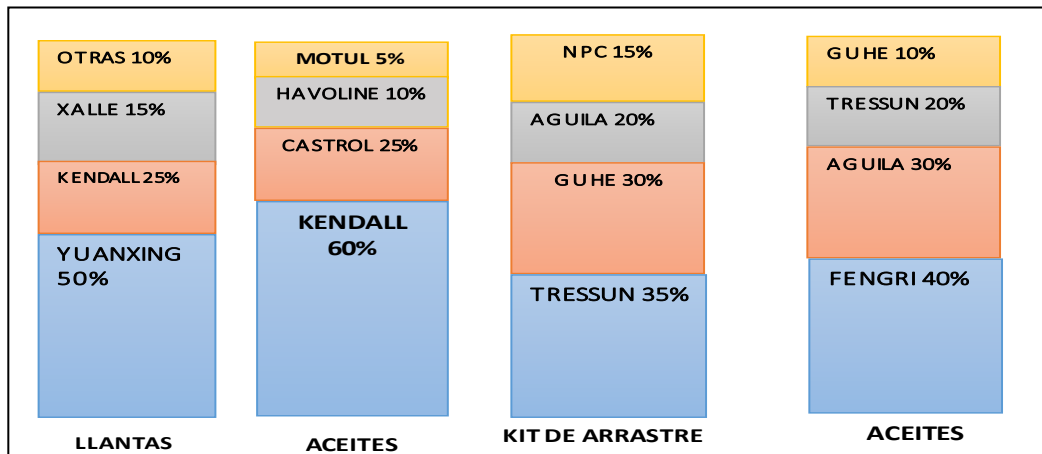 OTRAS 10%
XALLE 15%
KENDALL 25%
YUANXING
50%
LLANTAS
MOTUL 5%
HAVOLINE 10%
CASTROL 25%
KENDALL
60%
ACEITES
NPC 15%
AGUILA 20%
GUHE 30%
TRESSUN 35%
KIT DE ARRASTRE
GUHE 10%
TRESSUN 20%
AGUILA 30%
FENGRI 40%
ACEITES